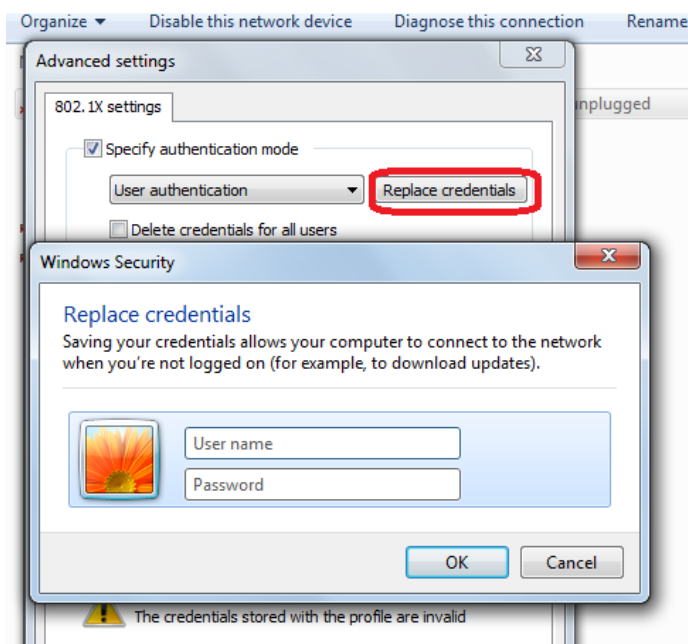 Organize Disable this network device Diagnose this connection Rename
Advanced settings
802.1X settings
unplugged
Specify authentication mode
User authentication Replace credentials
Delete credentials for all users
Windows Security
Replace credentials
Saving your credentials allows your computer to connect to the network
when you're not logged on (for example, to download updates).
User name
Password
OK Cancel
The credentials stored with the profile are invalid